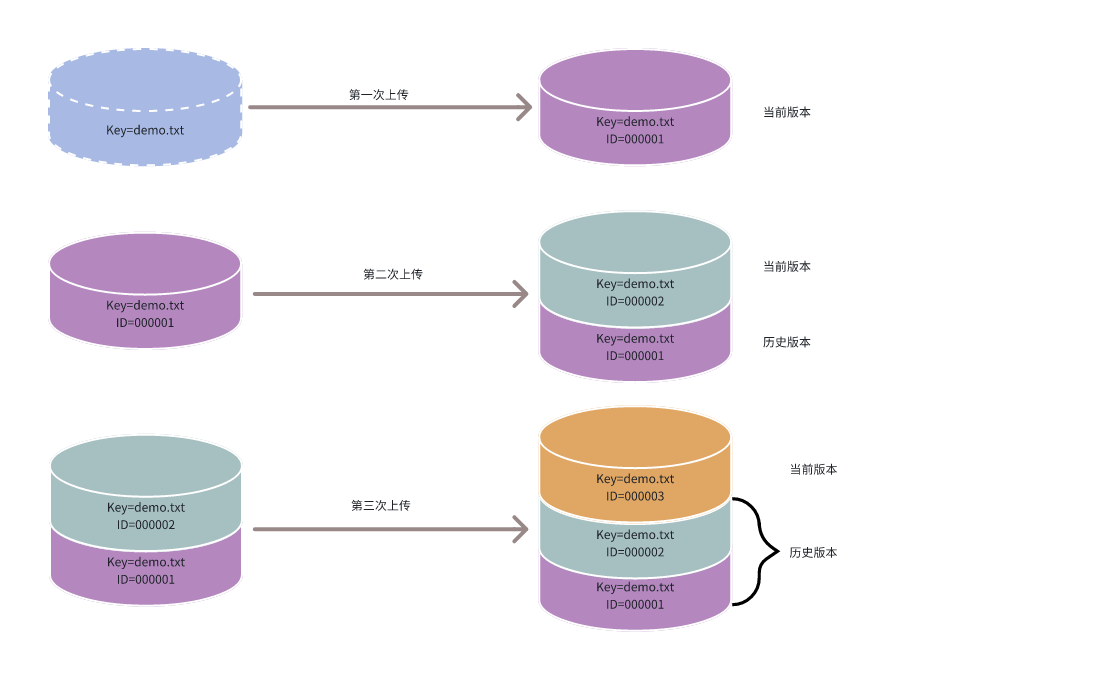 Key=demo.txt
第一次上传
Key=demo.txt
ID=000001
当前版本
Key=demo.txt
ID=000001
第二次上传
Key=demo.txt
ID=000002
Key=demo.txt
ID=000001
当前版本
历史版本
Key=demo.txt
ID=000002
Key=demo.txt
ID=000001
第三次上传
Key=demo.txt
ID=000003
Key=demo.txt
ID=000002
Key=demo.txt
ID=000001
当前版本
历史版本